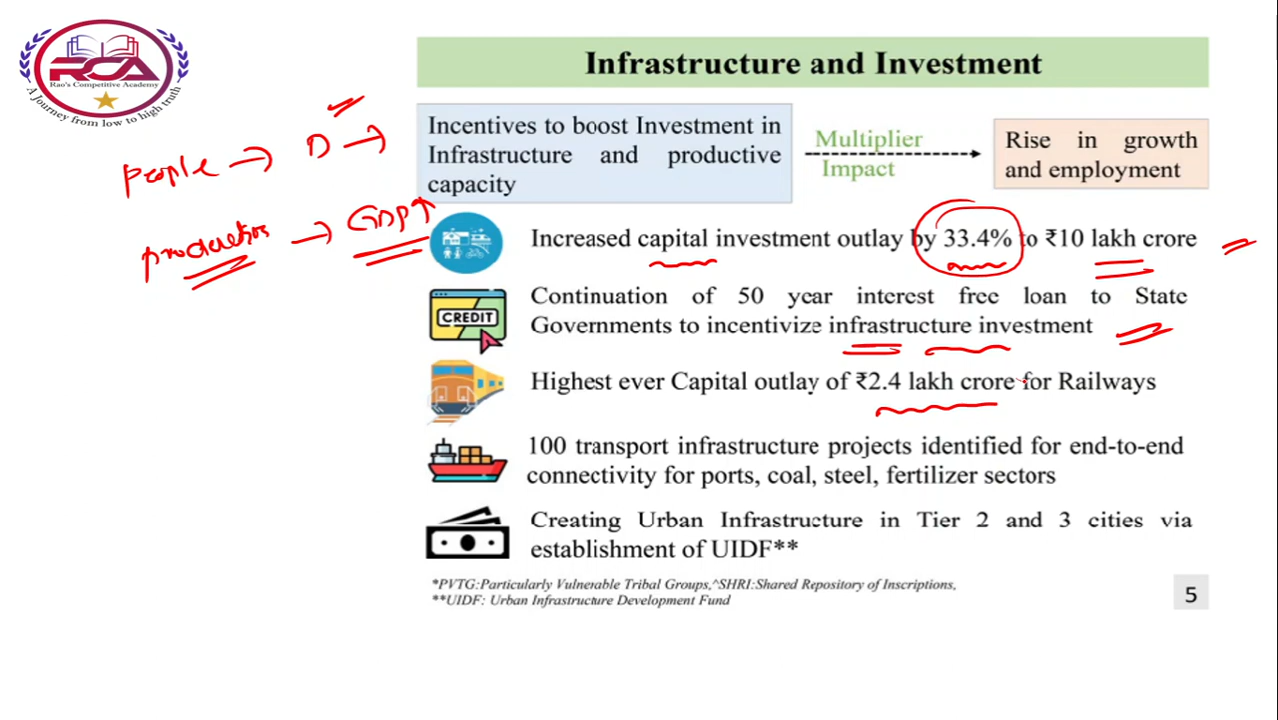 RCA
Rao's Competitive Academy
A Journey from low to high truth
Infrastructure and Investment
people → D →
production → GDP↑
Incentives to boost Investment in
Infrastructure and productive
capacity
Multiplier
Impact
Rise in growth
and employment
Increased capital investment outlay by 33.4% to ₹10 lakh crore
Continuation of 50 year interest free loan to State
Governments to incentivize infrastructure investment
CREDIT
Highest ever Capital outlay of ₹2.4 lakh crore for Railways
100 transport infrastructure projects identified for end-to-end
connectivity for ports, coal, steel, fertilizer sectors
Creating Urban Infrastructure in Tier 2 and 3 cities via
establishment of UIDF**
*PVTG:Particularly Vulnerable Tribal Groups,^SHRI:Shared Repository of Inscriptions,
**UIDF: Urban Infrastructure Development Fund
5